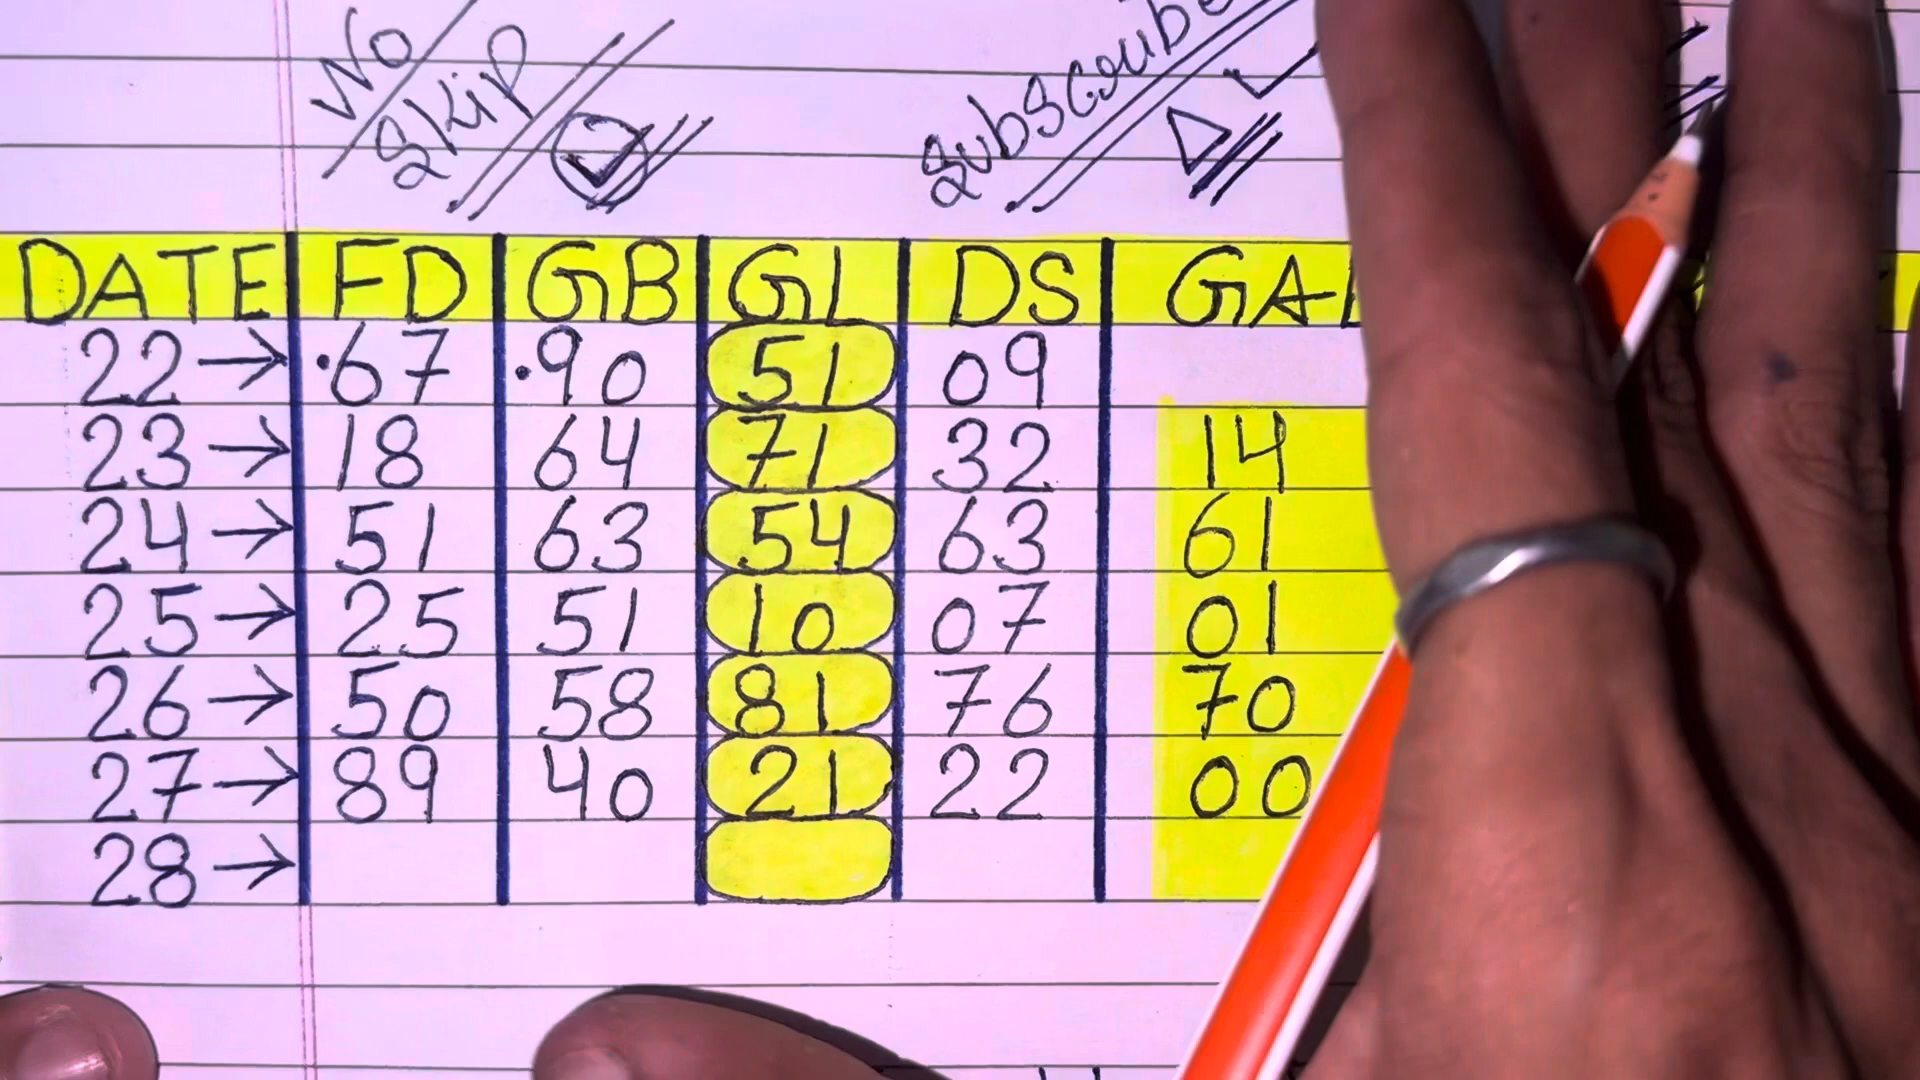 No
Skip
Subscribe
DATE FD GB GL DS GAL
22→ .67 .90 51 09
23→ 18 64 71 32 14
24→ 51 63 54 63 61
25→ 25 51 10 07 01
26→ 50 58 81 76 70
27→ 89 40 21 22 00
28→